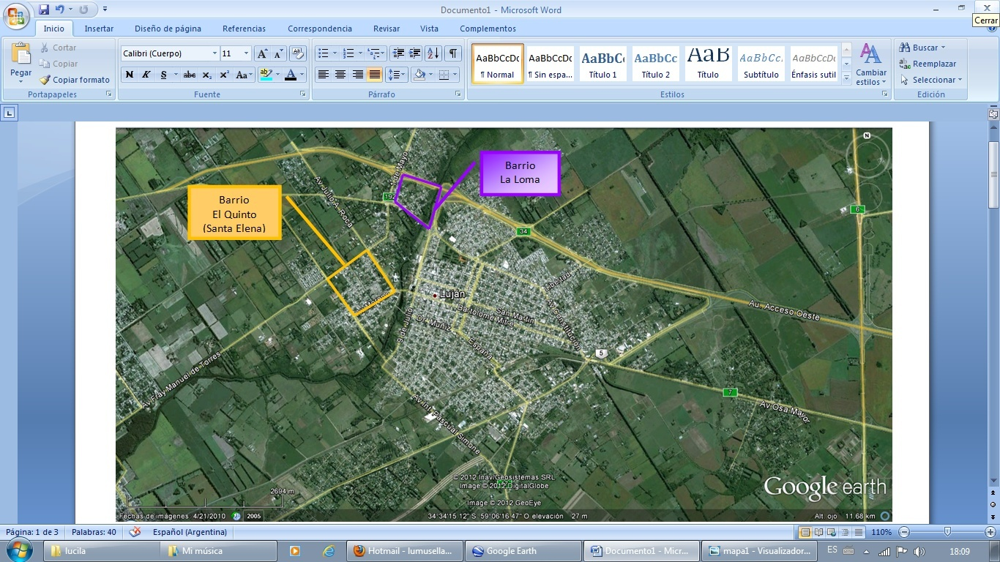 Documento1 - Microsoft Word
Cerrar
Inicio
Insertar
Diseño de página
Referencias
Correspondencia
Revisar
Vista
Complementos
Pegar
Cortar
Copiar
Copiar formato
Portapapeles
Calibri (Cuerpo)
11
N K S abc x₂ x² Aa
Fuente
Párrafo
AaBbCcDc
¶ Normal
AaBbCcDc
¶ Sin espa...
AaBbCc
Título 1
AaBbCc
Título 2
AaB
Título
AaBbCc.
Subtítulo
AaBbCcDc
Énfasis sutil
Cambiar
estilos
Estilos
Buscar
Reemplazar
Seleccionar
Edición
Barrio
La Loma
Barrio
El Quinto
(Santa Elena)
N
Av Julio A. Roca
1 de Mayo
192
34
6
Luján
Libertad
San Martín
Bartolomé Mitre
Dr. Muñiz
España
Av Constitución
9 de Julio
Moreno
Au. Acceso Oeste
5
7
Av Osa Mayor
Av Fray Manuel de Torres
Av Int. Pascual Simone
2694 m
© 2012 Inav/Geosistemas SRL
Image © 2012 DigitalGlobe
Image © 2012 GeoEye
Google earth
Fechas de imágenes: 4/21/2010
2005
34°34'15.12" S 59°06'16.47" O elevación 27 m
Alt. ojo 11.68 km
Página: 1 de 3
Palabras: 40
Español (Argentina)
110%
lucila
Mi música
Hotmail - lumusella...
Google Earth
Documento1 - Micr...
mapa1 - Visualizador...
ES
18:09